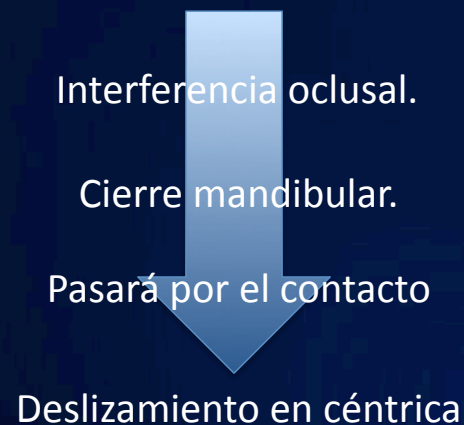 Interferencia oclusal.
Cierre mandibular.
Pasará por el contacto
Deslizamiento en céntrica